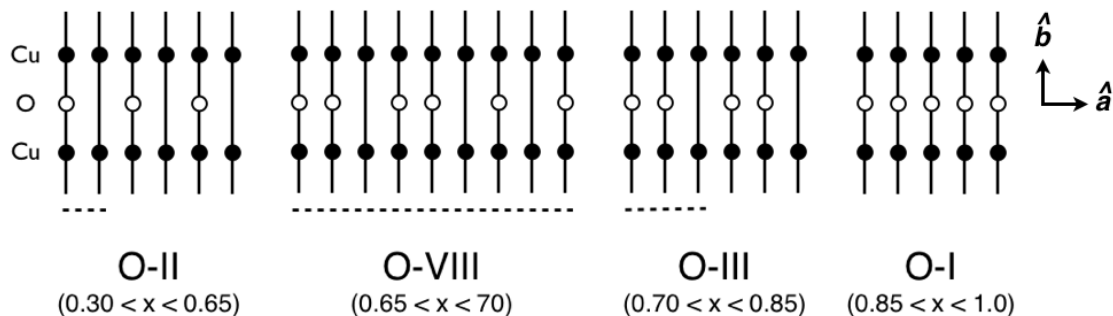 Cu
O
Cu
b̂
â
O-II
(0.30 < x < 0.65)
O-VIII
(0.65 < x < 70)
O-III
(0.70 < x < 0.85)
O-I
(0.85 < x < 1.0)